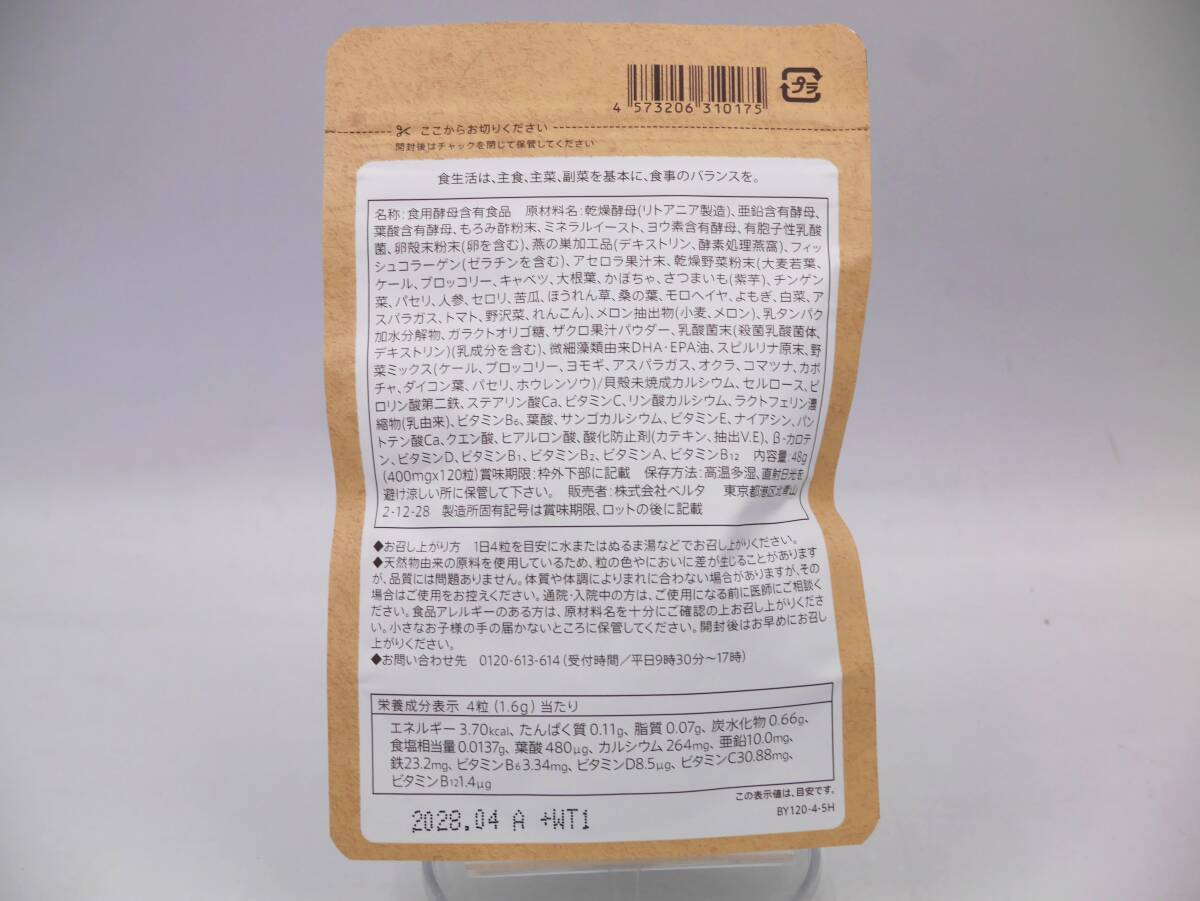 4 573206 310175
プラ
ここからお切りください
開封後はチャックを閉じて保管してください
食生活は、主食、主菜、副菜を基本に、食事のバランスを。
名称:食用酵母含有食品 原材料名:乾燥酵母(リトアニア製造)、亜鉛含有酵母、
葉酸含有酵母、もろみ酢粉末、ミネラルイースト、ヨウ素含有酵母、有胞子性乳酸
菌、卵殻末粉末(卵を含む)、燕の巣加工品(デキストリン、酵素処理燕窩)、フィッ
シュコラーゲン(ゼラチンを含む)、アセロラ果汁末、乾燥野菜粉末(大麦若葉、
ケール、ブロッコリー、キャベツ、大根葉、かぼちゃ、さつまいも(紫芋)、チンゲン
菜、パセリ、人参、セロリ、苦瓜、ほうれん草、桑の葉、モロヘイヤ、よもぎ、白菜、ア
スパラガス、トマト、野沢菜、れんこん)、メロン抽出物(小麦、メロン)、乳タンパク
加水分解物、ガラクトオリゴ糖、ザクロ果汁パウダー、乳酸菌末(殺菌乳酸菌体、
デキストリン)(乳成分を含む)、微細藻類由来DHA・EPA油、スピルリナ原末、野
菜ミックス(ケール、ブロッコリー、ヨモギ、アスパラガス、オクラ、コマツナ、カボ
チャ、ダイコン葉、パセリ、ホウレンソウ)/貝殻未焼成カルシウム、セルロース、ピ
ロリン酸第二鉄、ステアリン酸Ca、ビタミンC、リン酸カルシウム、ラクトフェリン濃
縮物(乳由来)、ビタミンB6、葉酸、サンゴカルシウム、ビタミンE、ナイアシン、パン
トテン酸Ca、クエン酸、ヒアルロン酸、酸化防止剤(カテキン、抽出V.E)、β-カロテ
ン、ビタミンD、ビタミンB1、ビタミンB2、ビタミンA、ビタミンB12 内容量:48g
(400mg×120粒)賞味期限:枠外下部に記載 保存方法:高温多湿、直射日光を
避け涼しい所に保管して下さい。 販売者:株式会社ベルタ 東京都港区北青山
2-12-28 製造所固有記号は賞味期限、ロットの後に記載
◆お召し上がり方 1日4粒を目安に水またはぬるま湯などでお召し上がりください。
◆天然物由来の原料を使用しているため、粒の色やにおいに差が生じることがあります
が、品質には問題ありません。体質や体調によりまれに合わない場合がありますが、その
場合はご使用をお控えください。通院・入院中の方は、ご使用になる前に医師にご相談く
ださい。食品アレルギーのある方は、原材料名を十分にご確認の上お召し上がりくださ
い。小さなお子様の手の届かないところに保管してください。開封後はお早めにお召し
上がりください。
◆お問い合わせ先 0120-613-614(受付時間/平日9時30分~17時)
栄養成分表示 4粒(1.6g)当たり
エネルギー3.70kcal、たんぱく質0.11g、脂質0.07g、炭水化物0.66g、
食塩相当量0.0137g、葉酸480μg、カルシウム264mg、亜鉛10.0mg、
鉄23.2mg、ビタミンB6 3.34mg、ビタミンD8.5μg、ビタミンC30.88mg、
ビタミンB12 1.4μg
この表示値は、目安です。
BY120-4-5H
2028.04 A +WT1